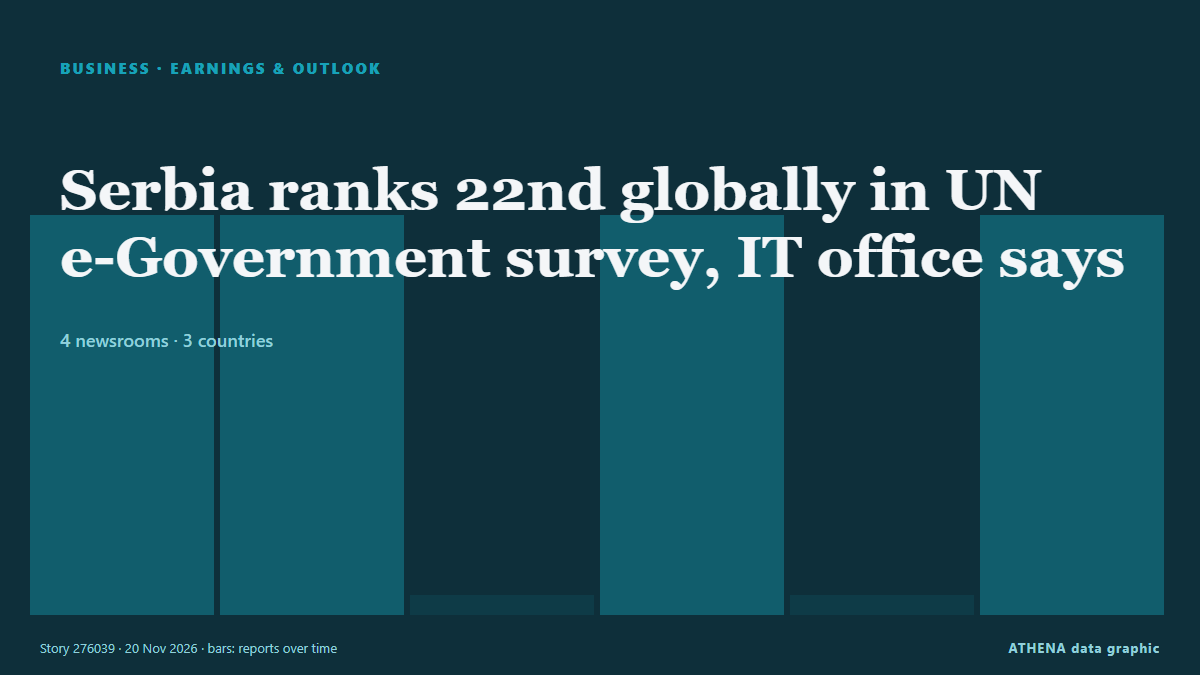 BUSINESS · EARNINGS & OUTLOOK
Serbia ranks 22nd globally in UN
e-Government survey, IT office says
4 newsrooms · 3 countries
Story 276039 · 20 Nov 2026 · bars: reports over time
ATHENA data graphic